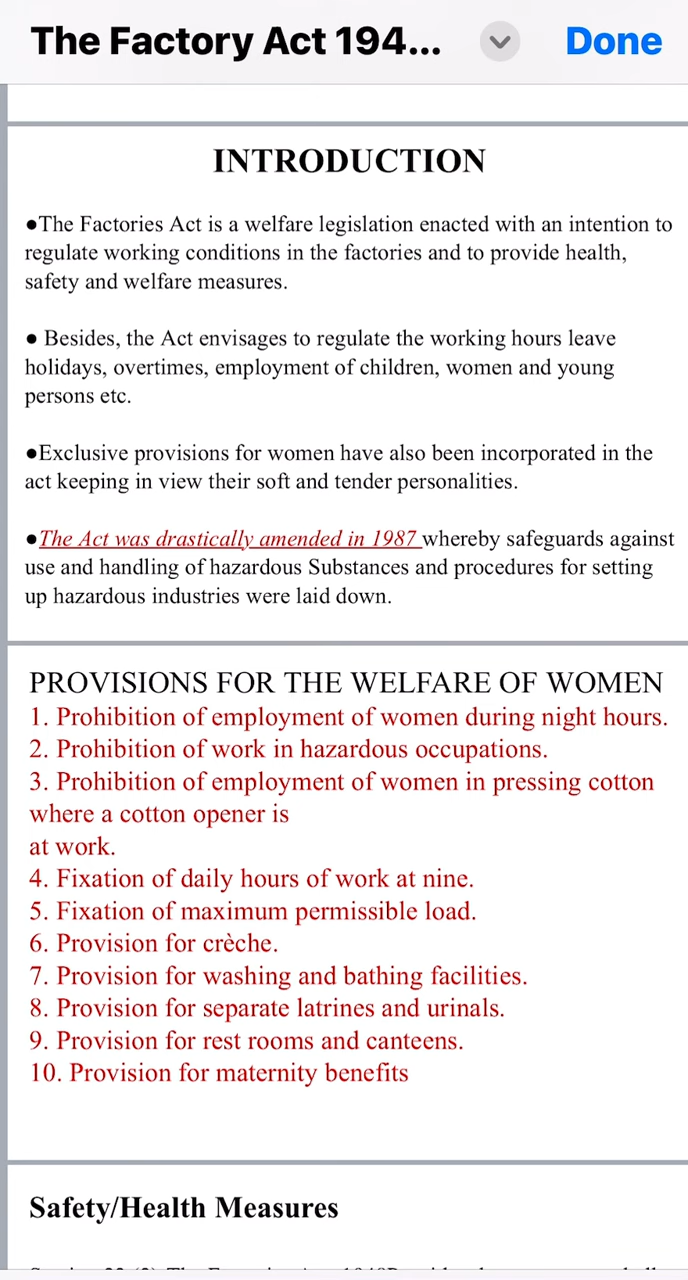 The Factory Act 194...
Done
INTRODUCTION
●The Factories Act is a welfare legislation enacted with an intention to
regulate working conditions in the factories and to provide health,
safety and welfare measures.
● Besides, the Act envisages to regulate the working hours leave
holidays, overtimes, employment of children, women and young
persons etc.
●Exclusive provisions for women have also been incorporated in the
act keeping in view their soft and tender personalities.
●The Act was drastically amended in 1987 whereby safeguards against
use and handling of hazardous Substances and procedures for setting
up hazardous industries were laid down.
PROVISIONS FOR THE WELFARE OF WOMEN
1. Prohibition of employment of women during night hours.
2. Prohibition of work in hazardous occupations.
3. Prohibition of employment of women in pressing cotton
where a cotton opener is
at work.
4. Fixation of daily hours of work at nine.
5. Fixation of maximum permissible load.
6. Provision for crèche.
7. Provision for washing and bathing facilities.
8. Provision for separate latrines and urinals.
9. Provision for rest rooms and canteens.
10. Provision for maternity benefits
Safety/Health Measures